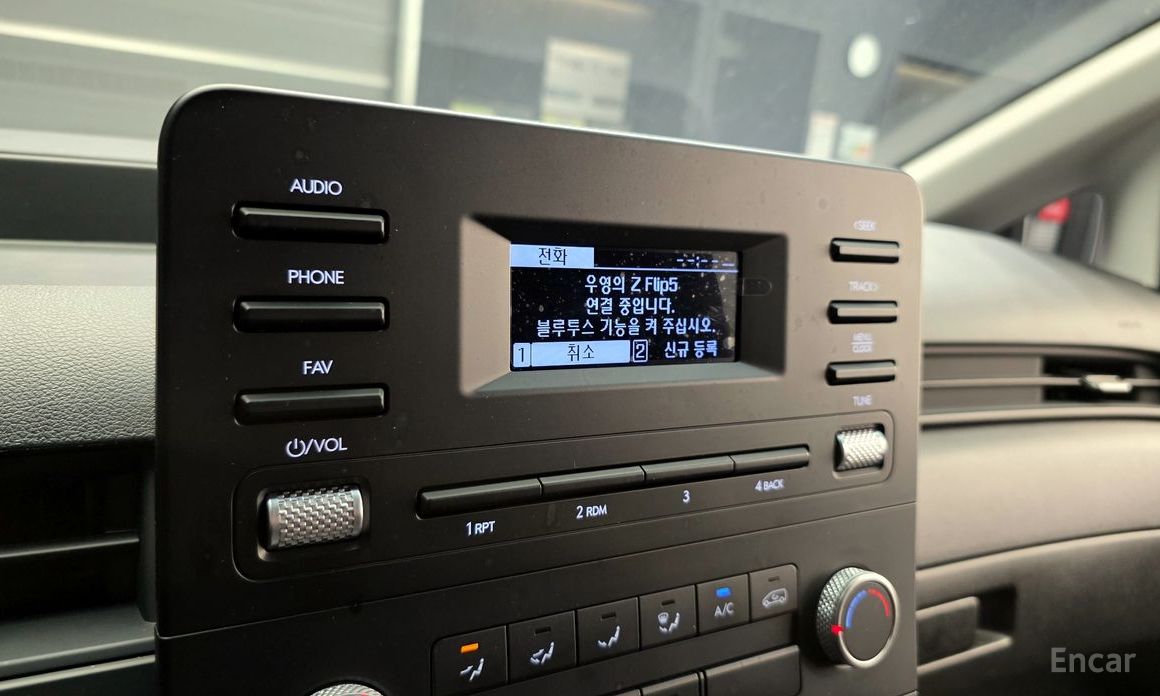 AUDIO
PHONE
FAV
/VOL
전화
--:--
우영의 Z Flip5
연결 중입니다.
블루투스 기능을 켜 주십시오.
1 취소 2 신규 등록
<SEEK
TRACK>
MENU
CLOCK
TUNE
1 RPT
2 RDM
3
4 BACK
A/C
Encar